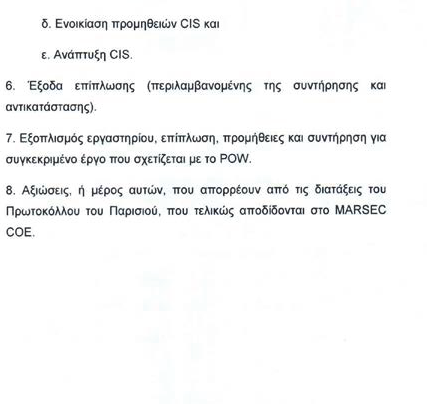 δ. Ενοικίαση προμηθειών CIS και
ε. Ανάπτυξη CIS.
6. Έξοδα επίπλωσης (περιλαμβανομένης της συντήρησης και
αντικατάστασης).
7. Εξοπλισμός εργαστηρίου, επίπλωση, προμήθειες και συντήρηση για
συγκεκριμένο έργο που σχετίζεται με το POW.
8. Αξιώσεις, ή μέρος αυτών, που απορρέουν από τις διατάξεις του
Πρωτοκόλλου του Παρισιού, που τελικώς αποδίδονται στο MARSEC
COE.